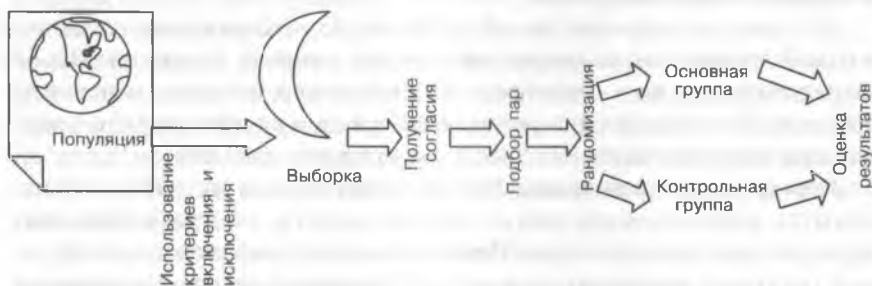 Популяция
Использование
критериев
включения и
исключения
Выборка
Получение
согласия
Подбор пар
Рандомизация
Основная
группа
Контрольная
группа
Оценка
результатов